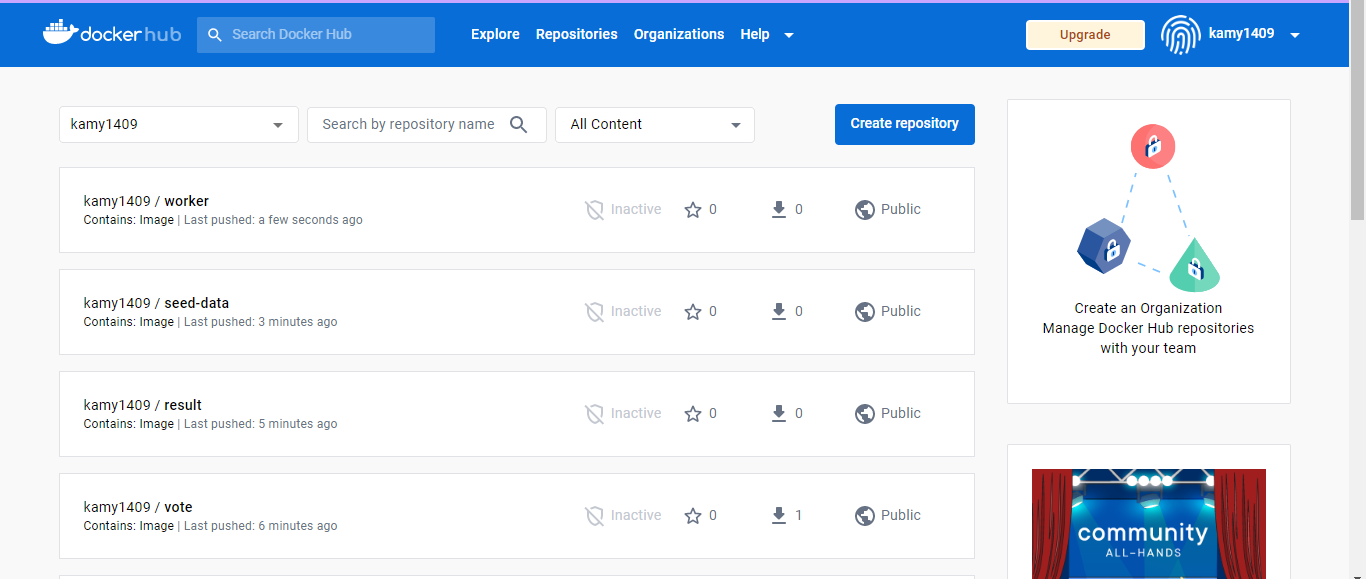 docker hub
Search Docker Hub
Explore Repositories Organizations Help
Upgrade
kamy1409
kamy1409
Search by repository name
All Content
Create repository
kamy1409 / worker
Contains: Image | Last pushed: a few seconds ago
Inactive 0 0 Public
kamy1409 / seed-data
Contains: Image | Last pushed: 3 minutes ago
Inactive 0 0 Public
kamy1409 / result
Contains: Image | Last pushed: 5 minutes ago
Inactive 0 0 Public
kamy1409 / vote
Contains: Image | Last pushed: 6 minutes ago
Inactive 0 1 Public
Create an Organization
Manage Docker Hub repositories
with your team
community
ALL-HANDS